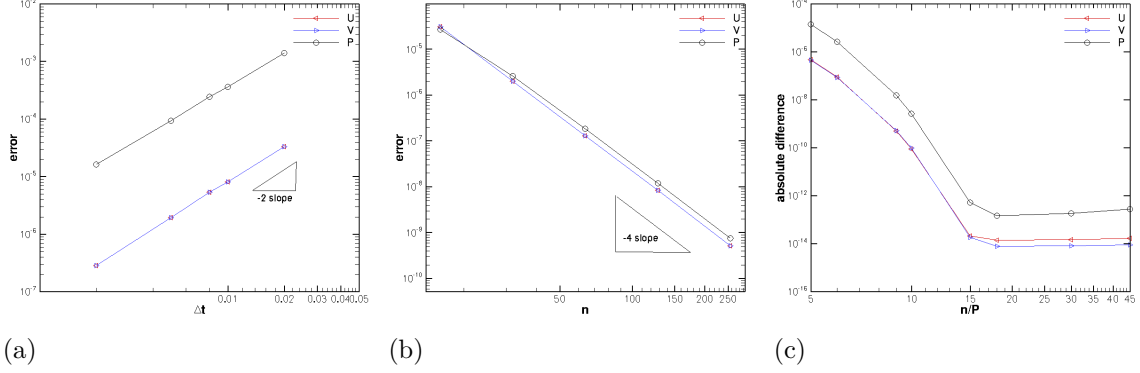 10^-2
10^-3
10^-4
10^-5
10^-6
10^-7
error
U
V
P
-2 slope
0.01 0.02 0.03 0.04 0.05
Δt
(a)
10^-5
10^-6
10^-7
10^-8
10^-9
10^-10
error
U
V
P
-4 slope
50 100 150 200 250
n
(b)
10^-4
10^-6
10^-8
10^-10
10^-12
10^-14
10^-16
absolute difference
U
V
P
5 10 15 20 25 30 35 40 45
n/P
(c)